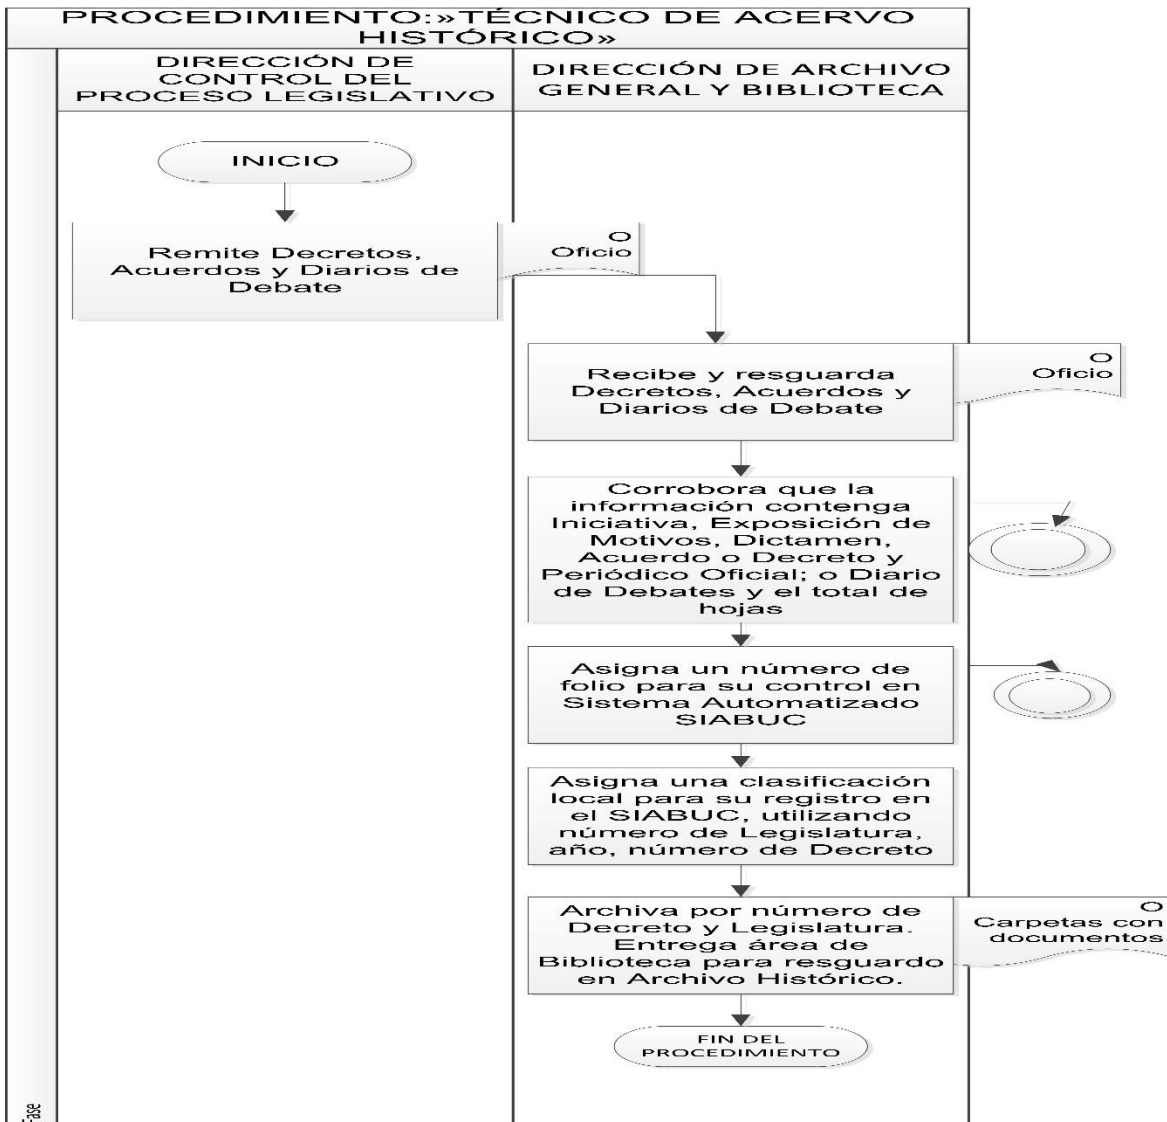 PROCEDIMIENTO:»TÉCNICO DE ACERVO
HISTÓRICO»
DIRECCIÓN DE
CONTROL DEL
PROCESO LEGISLATIVO
DIRECCIÓN DE ARCHIVO
GENERAL Y BIBLIOTECA
INICIO
Remite Decretos,
Acuerdos y Diarios de
Debate
O
Oficio
Recibe y resguarda
Decretos, Acuerdos y
Diarios de Debate
O
Oficio
Corrobora que la
información contenga
Iniciativa, Exposición de
Motivos, Dictamen,
Acuerdo o Decreto y
Periódico Oficial; o Diario
de Debates y el total de
hojas
Asigna un número de
folio para su control en
Sistema Automatizado
SIABUC
Asigna una clasificación
local para su registro en
el SIABUC, utilizando
número de Legislatura,
año, número de Decreto
Archiva por número de
Decreto y Legislatura.
Entrega área de
Biblioteca para resguardo
en Archivo Histórico.
O
Carpetas con
documentos
FIN DEL
PROCEDIMIENTO
Fase